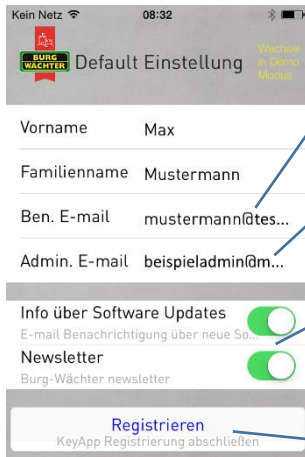 Kein Netz 08:32
BURG
WÄCHTER
Default Einstellung
Wechsel
in Demo
Modus
Vorname Max
Familienname Mustermann
Ben. E-mail mustermann@tes...
Admin. E-mail beispieladmin@m...
Info über Software Updates
E-mail Benachrichtigung über neue So...
Newsletter
Burg-Wächter newsletter
Registrieren
KeyApp Registrierung abschließen